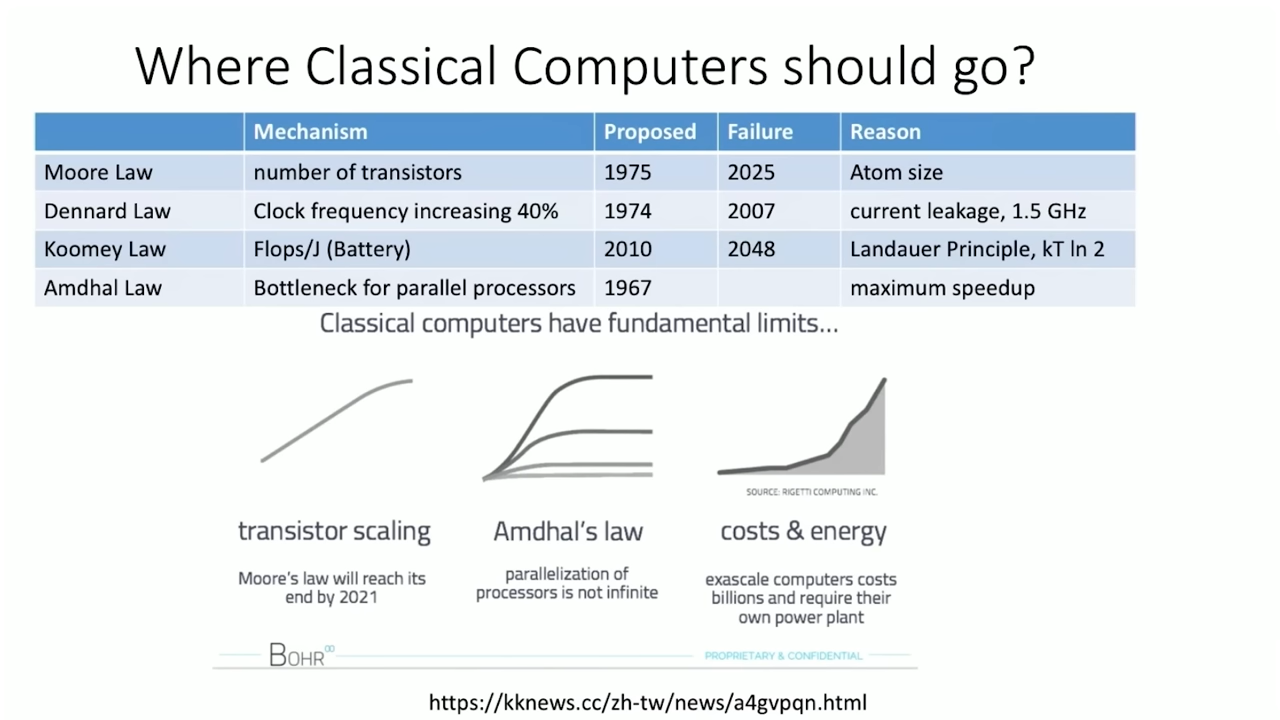 Where Classical Computers should go?
Mechanism Proposed Failure Reason
Moore Law number of transistors 1975 2025 Atom size
Dennard Law Clock frequency increasing 40% 1974 2007 current leakage, 1.5 GHz
Koomey Law Flops/J (Battery) 2010 2048 Landauer Principle, kT ln 2
Amdhal Law Bottleneck for parallel processors 1967 maximum speedup
Classical computers have fundamental limits...
SOURCE: RIGETTI COMPUTING INC.
transistor scaling
Moore's law will reach its
end by 2021
Amdhal's law
parallelization of
processors is not infinite
costs & energy
exascale computers costs
billions and require their
own power plant
BOHR∞
PROPRIETARY & CONFIDENTIAL
https://kknews.cc/zh-tw/news/a4gvpqn.html